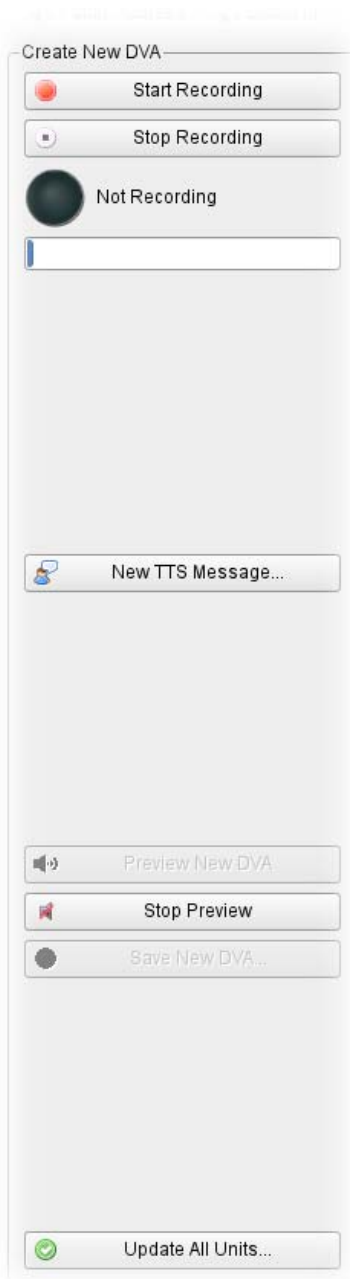 Create New DVA
Start Recording
Stop Recording
Not Recording
New TTS Message...
Preview New DVA
Stop Preview
Save New DVA...
Update All Units...